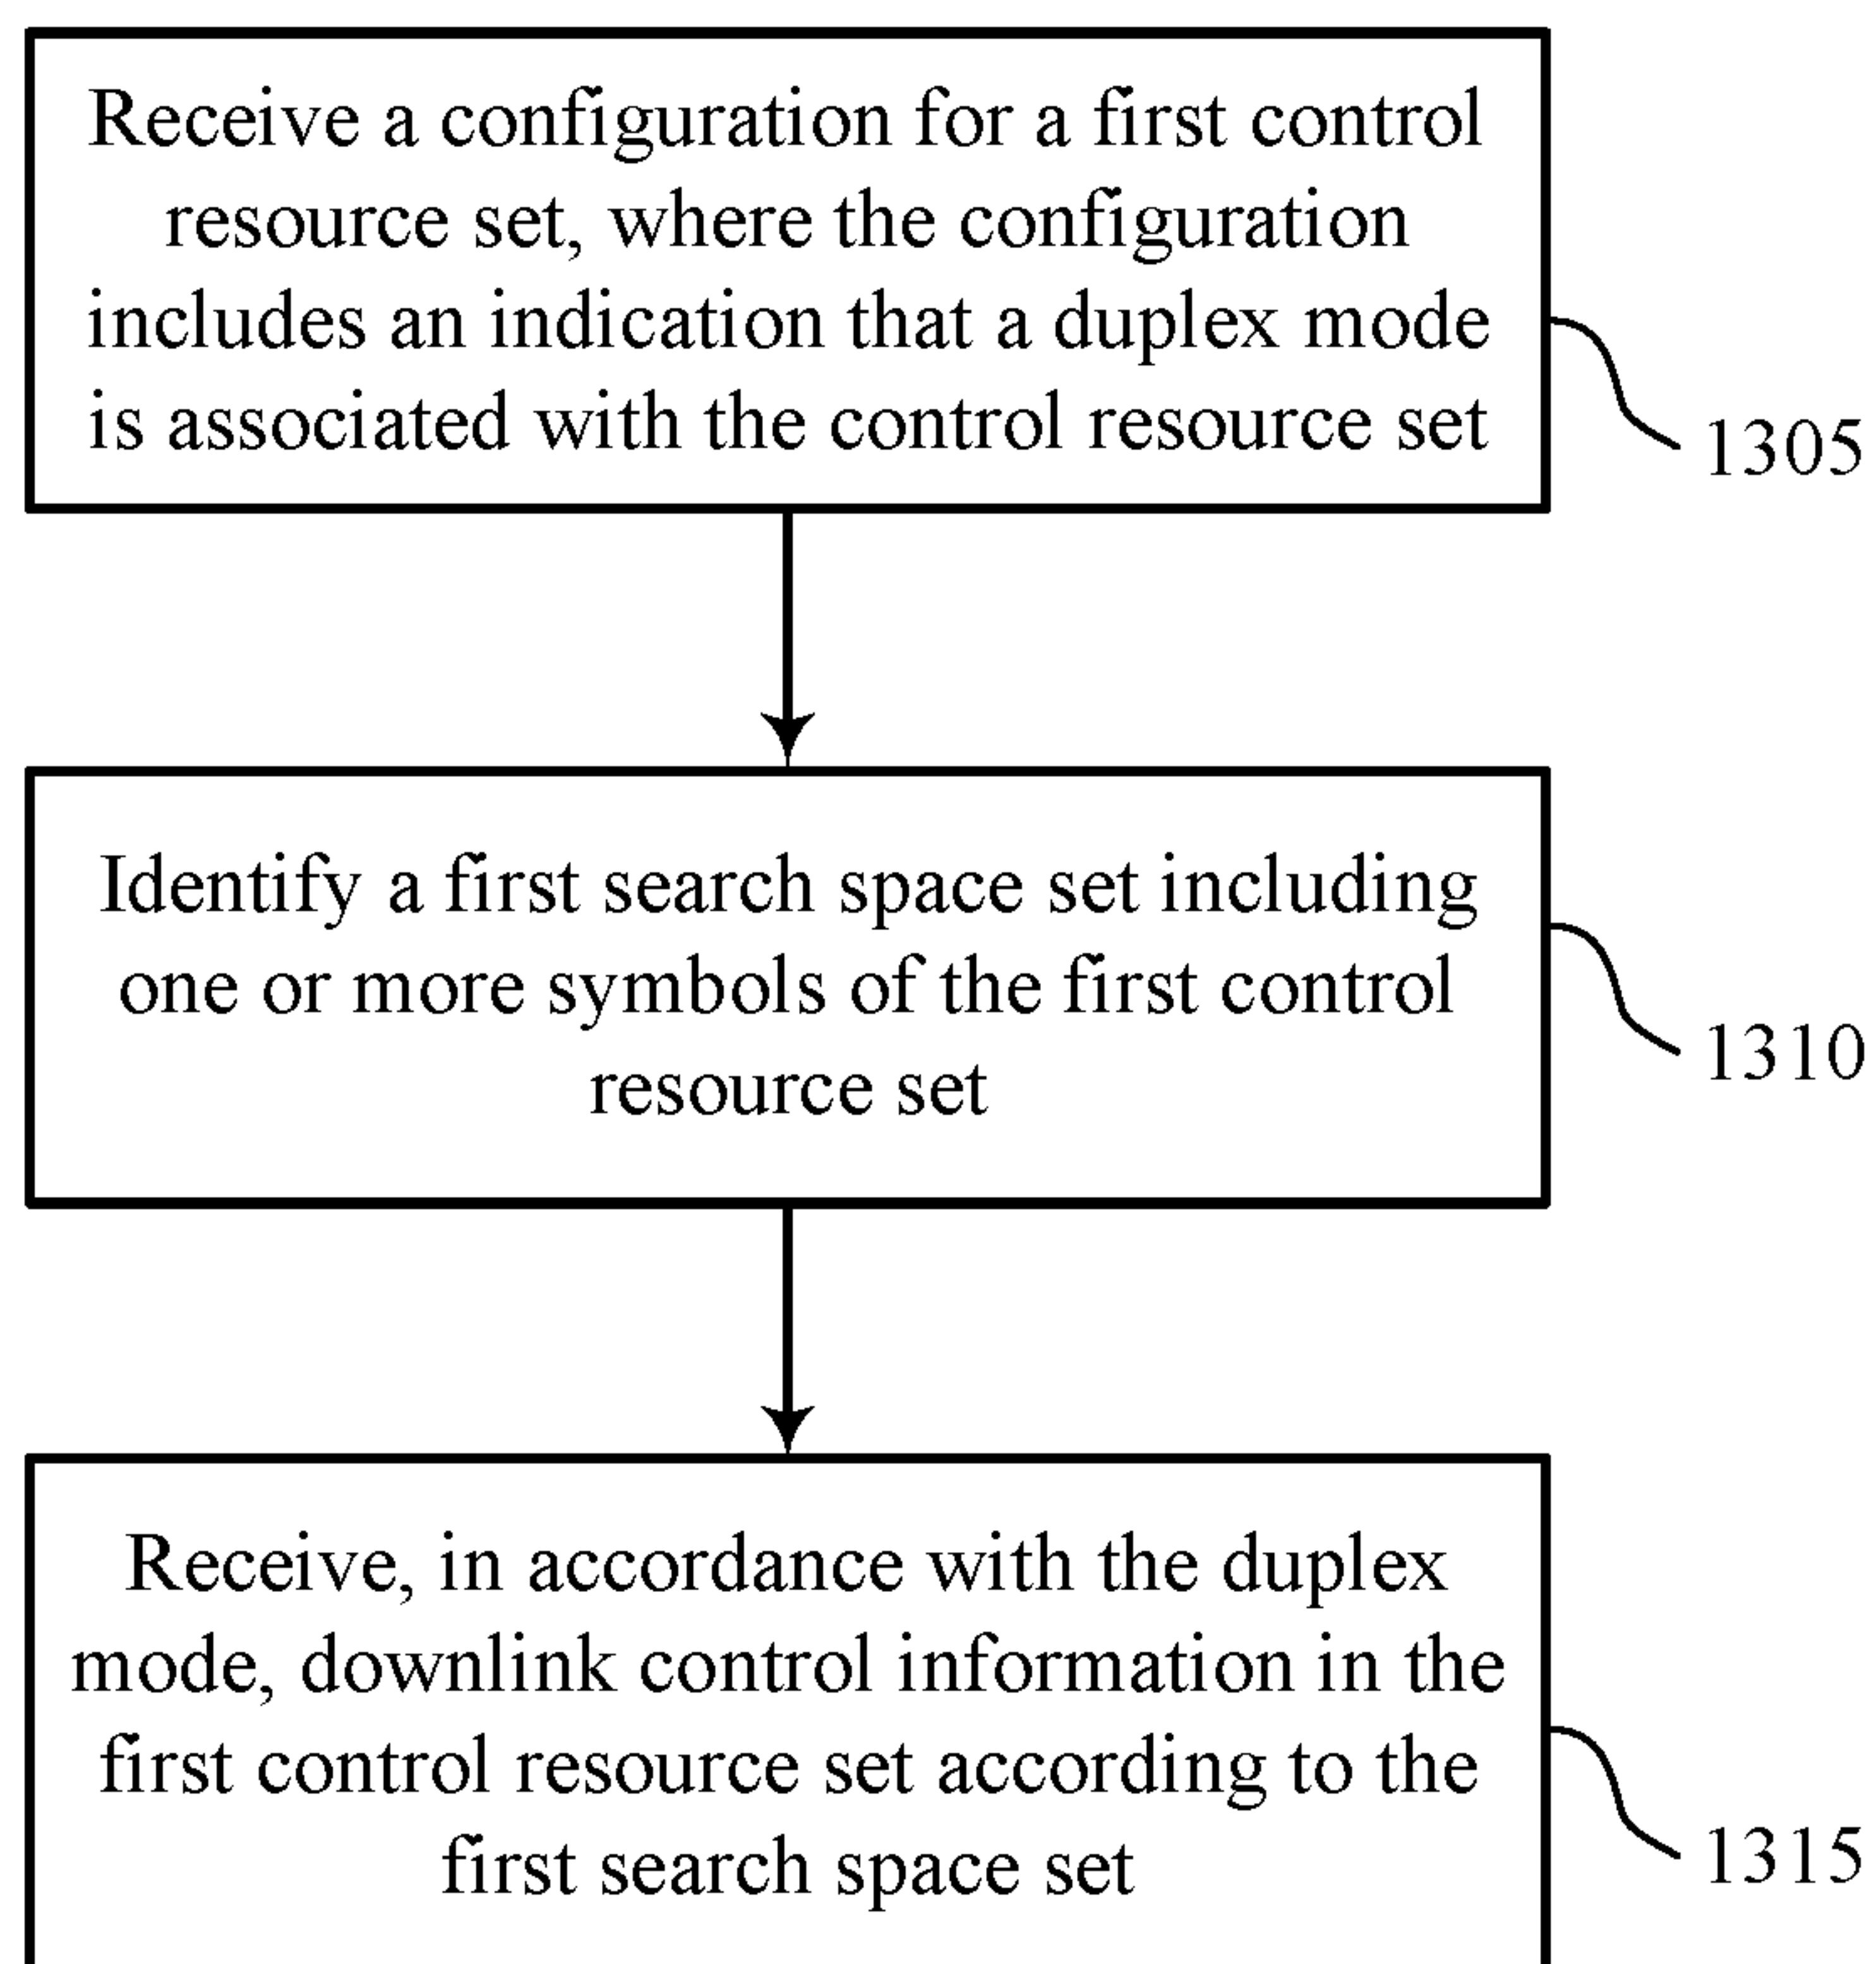 Receive a configuration for a first control
resource set, where the configuration
includes an indication that a duplex mode
is associated with the control resource set
1305
Identify a first search space set including
one or more symbols of the first control
resource set
1310
Receive, in accordance with the duplex
mode, downlink control information in the
first control resource set according to the
first search space set
1315